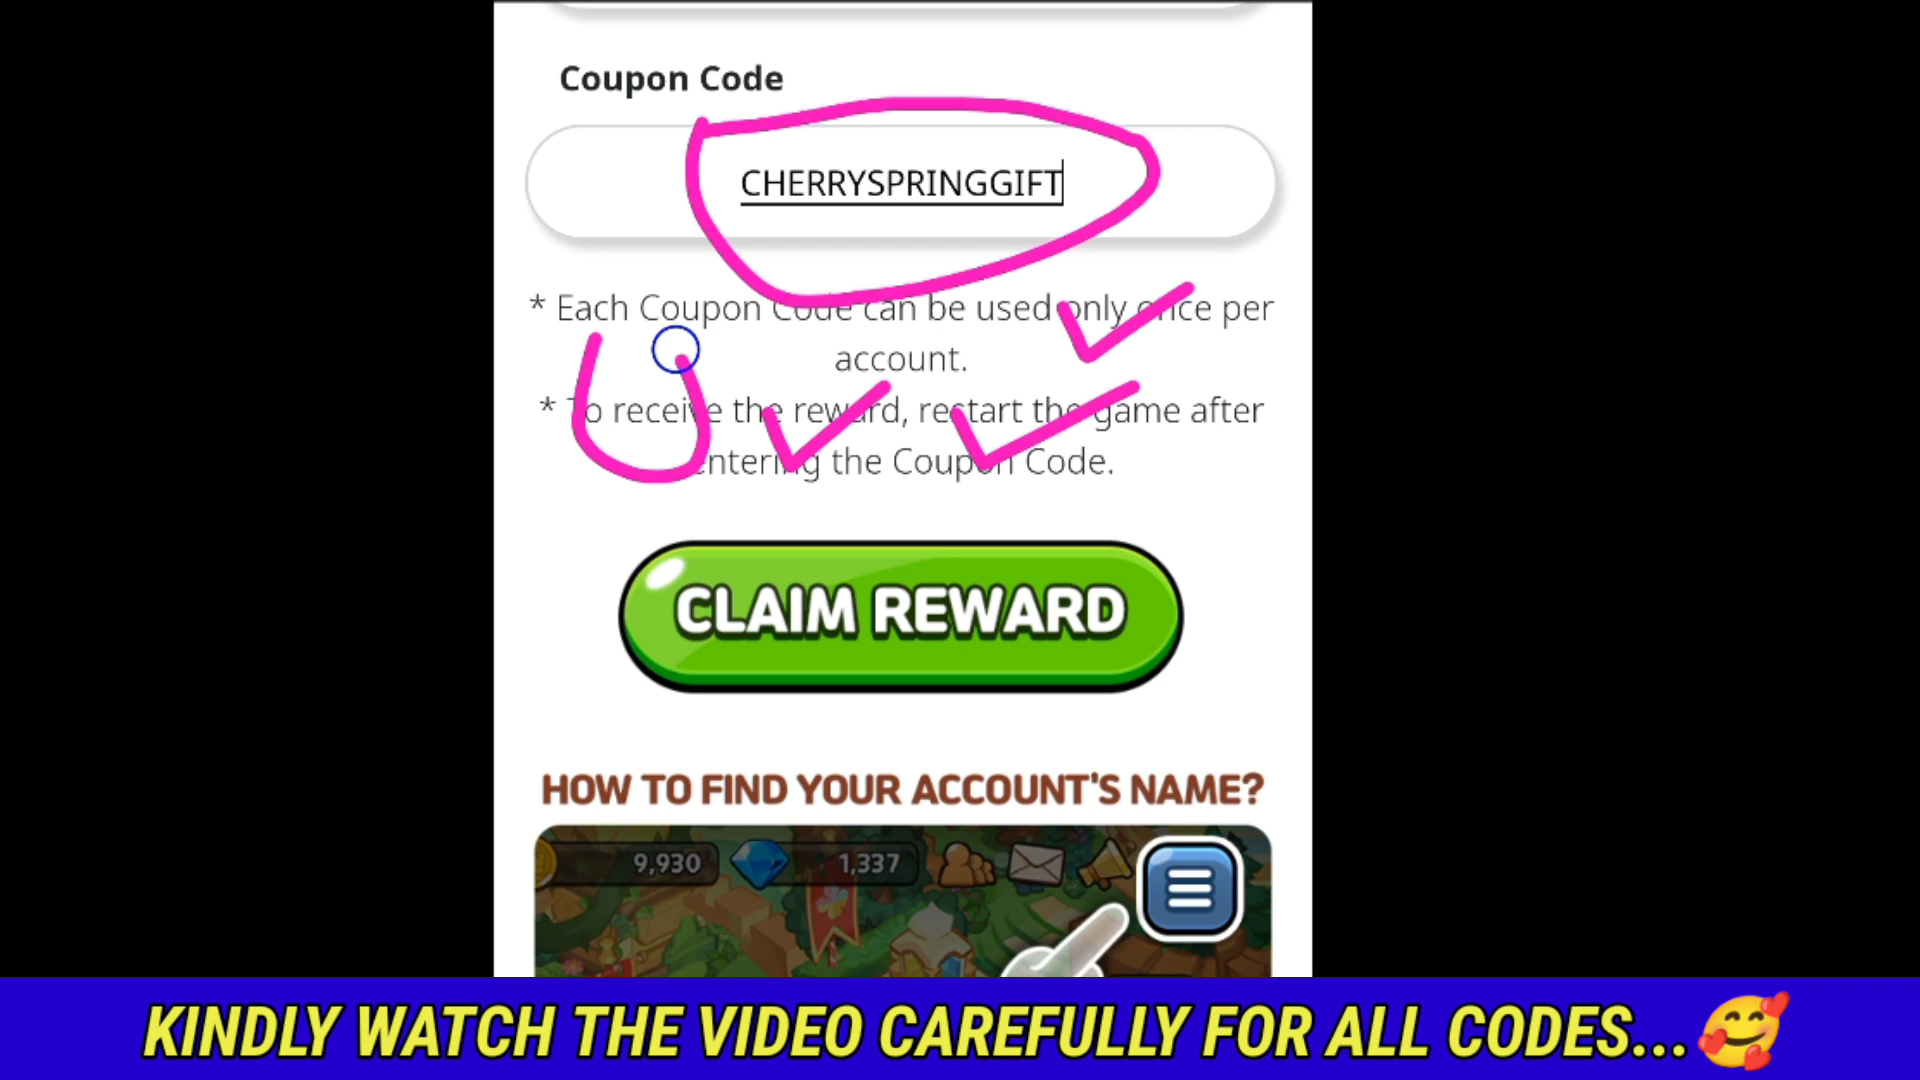 Coupon Code
CHERRYSPRINGGIFT
* Each Coupon Code can be used only once per
account.
* To receive the reward, restart the game after
entering the Coupon Code.
CLAIM REWARD
HOW TO FIND YOUR ACCOUNT'S NAME?
9,930 1,337
KINDLY WATCH THE VIDEO CAREFULLY FOR ALL CODES...🥰